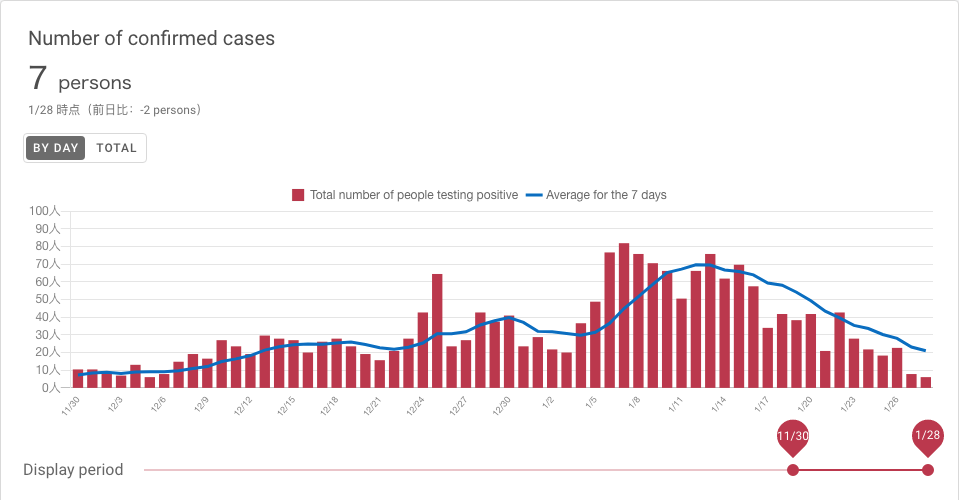 Number of confirmed cases
7 persons
1/28 時点（前日比：-2 persons）
BY DAY TOTAL
Total number of people testing positive Average for the 7 days
100人
90人
80人
70人
60人
50人
40人
30人
20人
10人
0人
11/30 12/3 12/6 12/9 12/12 12/15 12/18 12/21 12/24 12/27 12/30 1/2 1/5 1/8 1/11 1/14 1/17 1/20 1/23 1/26
11/30 1/28
Display period